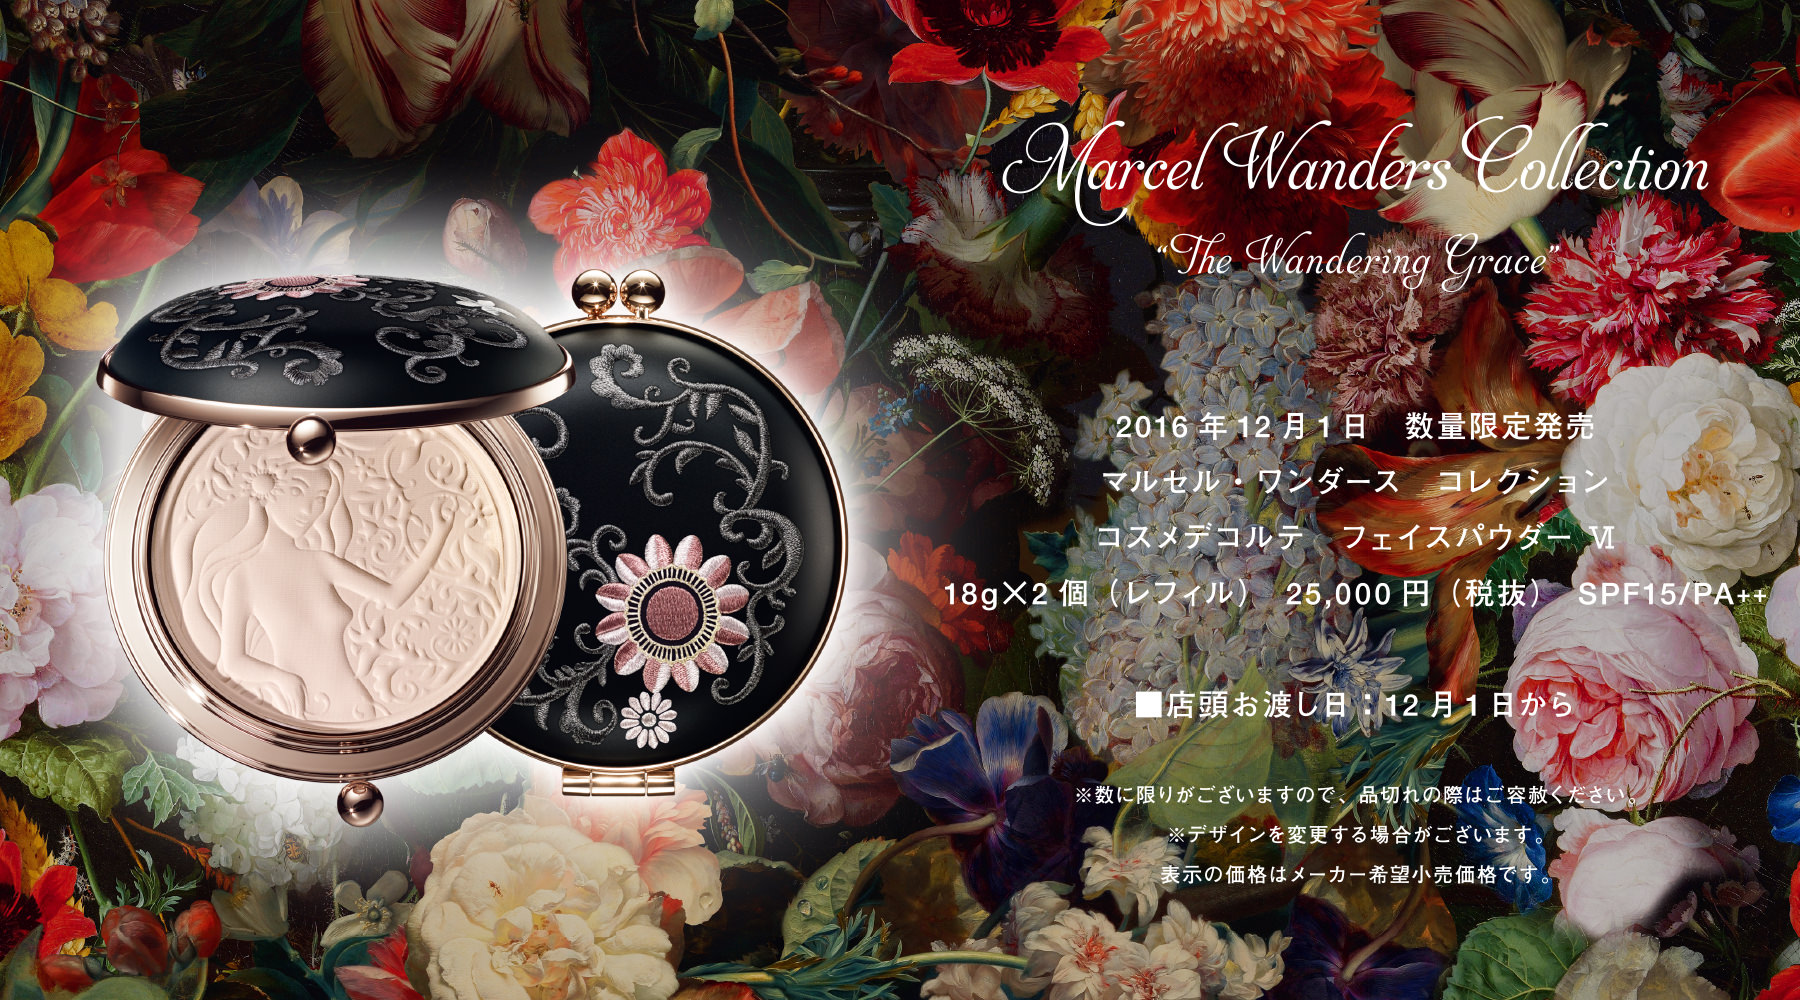 Marcel Wanders Collection
“The Wandering Grace”
2016年12月1日　数量限定発売
マルセル・ワンダース　コレクション
コスメデコルテ　フェイスパウダー Ⅵ
18g×2個（レフィル）　25,000円（税抜）　SPF15/PA++
■店頭お渡し日：12月1日から
※数に限りがございますので、品切れの際はご容赦ください。
※デザインを変更する場合がございます。
表示の価格はメーカー希望小売価格です。